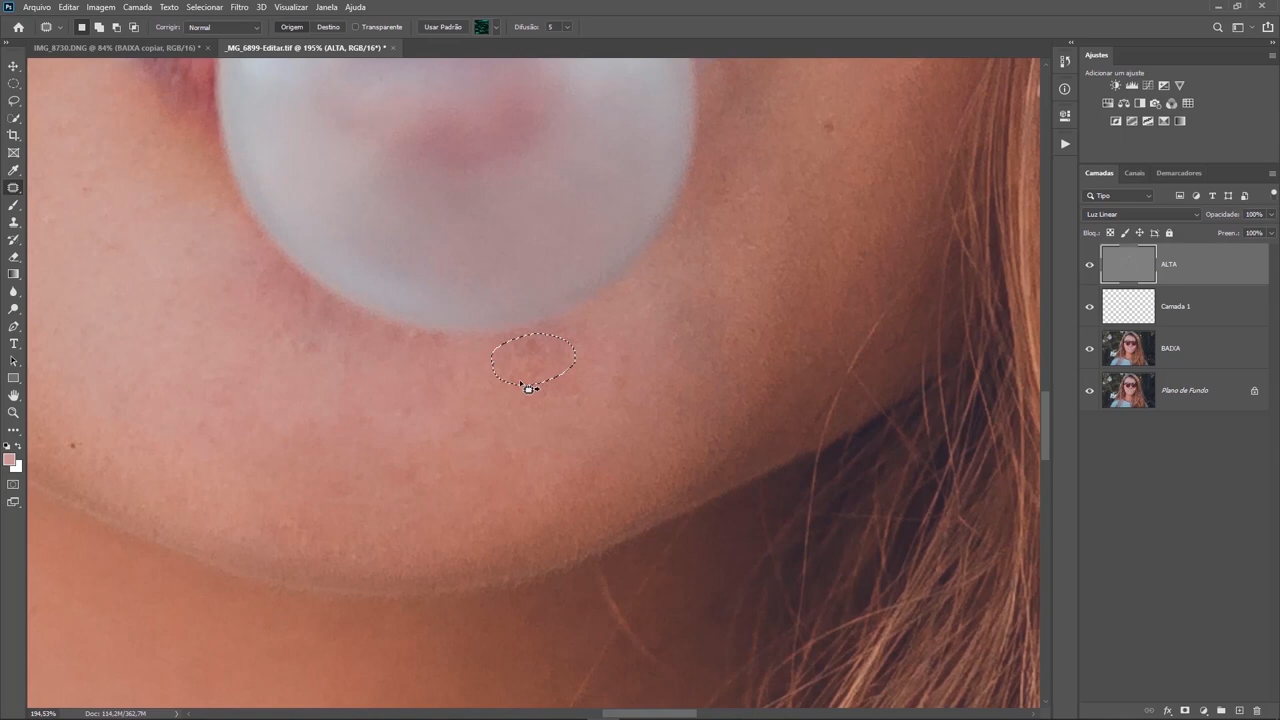 Ps Arquivo Editar Imagem Camada Texto Selecionar Filtro 3D Visualizar Janela Ajuda
Corrigir: Normal Origem Destino Transparente Usar Padrão Difusão: 5
IMG_8730.DNG @ 84% (BAIXA copiar, RGB/16) * × _MG_6899-Editar.tif @ 195% (ALTA, RGB/16*) * ×
Ajustes
Adicionar um ajuste
Camadas Canais Demarcadores
Tipo
Luz Linear Opacidade: 100%
Bloq.: Preen.: 100%
ALTA
Camada 1
BAIXA
Plano de Fundo
194,53% Doc: 114,2M/362,7M